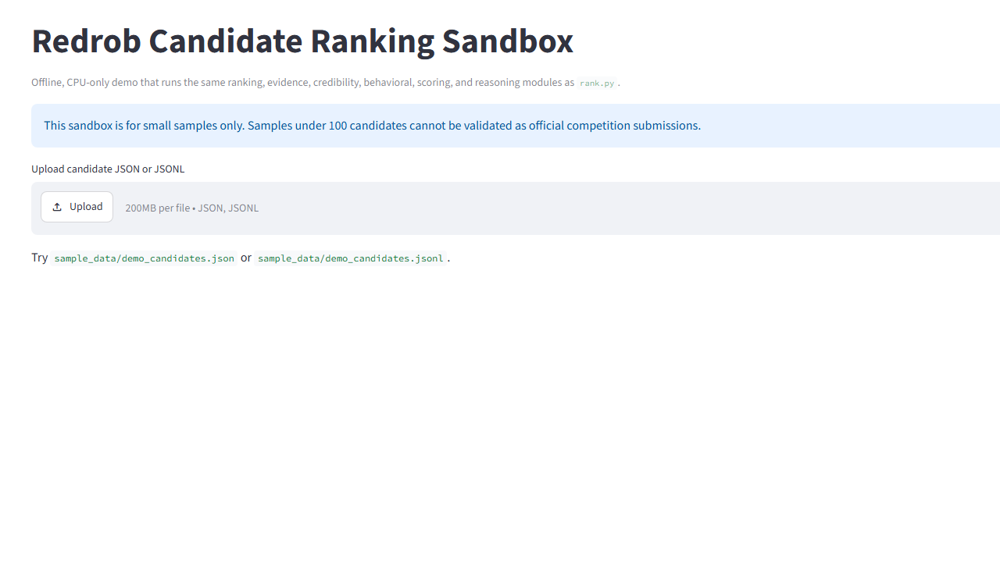 Redrob Candidate Ranking Sandbox
Offline, CPU-only demo that runs the same ranking, evidence, credibility, behavioral, scoring, and reasoning modules as rank.py.
This sandbox is for small samples only. Samples under 100 candidates cannot be validated as official competition submissions.
Upload candidate JSON or JSONL
Upload 200MB per file • JSON, JSONL
Try sample_data/demo_candidates.json or sample_data/demo_candidates.jsonl.